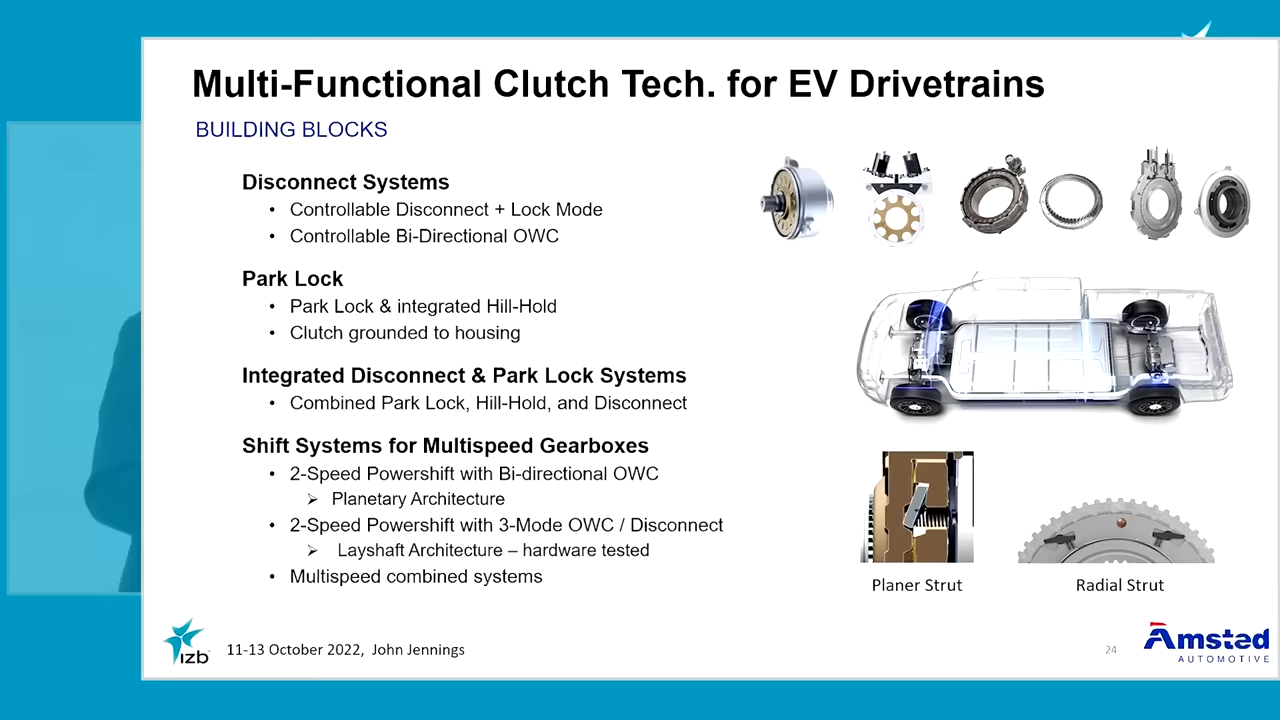 Multi-Functional Clutch Tech. for EV Drivetrains
BUILDING BLOCKS
Disconnect Systems
• Controllable Disconnect + Lock Mode
• Controllable Bi-Directional OWC
Park Lock
• Park Lock & integrated Hill-Hold
• Clutch grounded to housing
Integrated Disconnect & Park Lock Systems
• Combined Park Lock, Hill-Hold, and Disconnect
Shift Systems for Multispeed Gearboxes
• 2-Speed Powershift with Bi-directional OWC
➢ Planetary Architecture
• 2-Speed Powershift with 3-Mode OWC / Disconnect
➢ Layshaft Architecture – hardware tested
• Multispeed combined systems
Planer Strut
Radial Strut
izb
11-13 October 2022, John Jennings
24
Amsted
AUTOMOTIVE